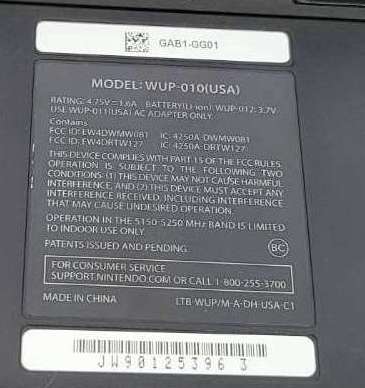 GAB1-GG01
MODEL: WUP-010(USA)
RATING: 4.75V⎓1.6A BATTERY(Li-ion): WUP-012: 3.7V
USE WUP-011(USA) AC ADAPTER ONLY.
Contains
FCC ID: EW4DWMW081 IC: 4250A-DWMW081
FCC ID: EW4DRTW127 IC: 4250A-DRTW127
THIS DEVICE COMPLIES WITH PART 15 OF THE FCC RULES.
OPERATION IS SUBJECT TO THE FOLLOWING TWO
CONDITIONS: (1) THIS DEVICE MAY NOT CAUSE HARMFUL
INTERFERENCE, AND (2) THIS DEVICE MUST ACCEPT ANY
INTERFERENCE RECEIVED, INCLUDING INTERFERENCE
THAT MAY CAUSE UNDESIRED OPERATION.
OPERATION IN THE 5150-5250 MHz BAND IS LIMITED
TO INDOOR USE ONLY.
PATENTS ISSUED AND PENDING. BC
FOR CONSUMER SERVICE
SUPPORT.NINTENDO.COM OR CALL 1-800-255-3700
MADE IN CHINA LTB-WUP/M-A-DH-USA-C1
JW90125396 3